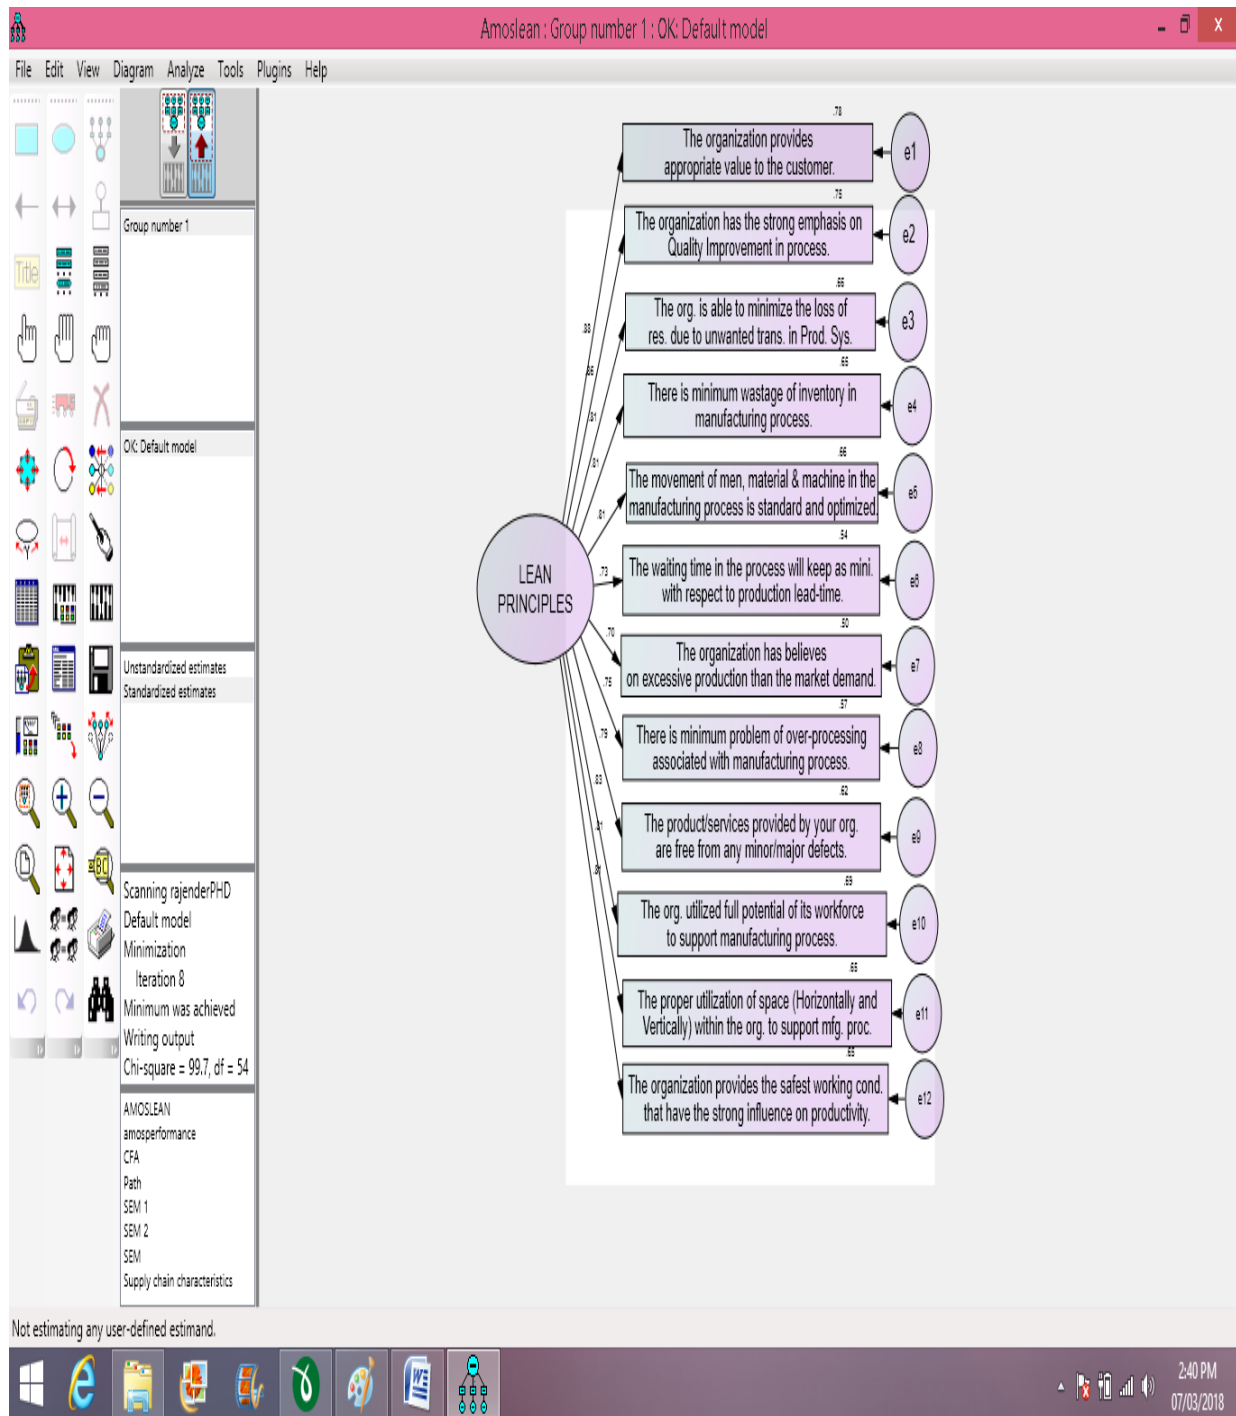 Amoslean : Group number 1 : OK: Default model
File Edit View Diagram Analyze Tools Plugins Help
Title
Group number 1
OK: Default model
Unstandardized estimates
Standardized estimates
Scanning rajenderPHD
Default model
Minimization
Iteration 8
Minimum was achieved
Writing output
Chi-square = 99.7, df = 54
AMOSLEAN
amosperformance
CFA
Path
SEM 1
SEM 2
SEM
Supply chain characteristics
LEAN
PRINCIPLES
.88
.86
.81
.81
.81
.73
.70
.75
.79
.83
.81
.81
.78
The organization provides
appropriate value to the customer.
e1
.75
The organization has the strong emphasis on
Quality Improvement in process.
e2
.66
The org. is able to minimize the loss of
res. due to unwanted trans. in Prod. Sys.
e3
.65
There is minimum wastage of inventory in
manufacturing process.
e4
.66
The movement of men, material & machine in the
manufacturing process is standard and optimized.
e5
.54
The waiting time in the process will keep as mini.
with respect to production lead-time.
e6
.50
The organization has believes
on excessive production than the market demand.
e7
.57
There is minimum problem of over-processing
associated with manufacturing process.
e8
.62
The product/services provided by your org.
are free from any minor/major defects.
e9
.69
The org. utilized full potential of its workforce
to support manufacturing process.
e10
.65
The proper utilization of space (Horizontally and
Vertically) within the org. to support mfg. proc.
e11
.65
The organization provides the safest working cond.
that have the strong influence on productivity.
e12
Not estimating any user-defined estimand.
2:40 PM
07/03/2018